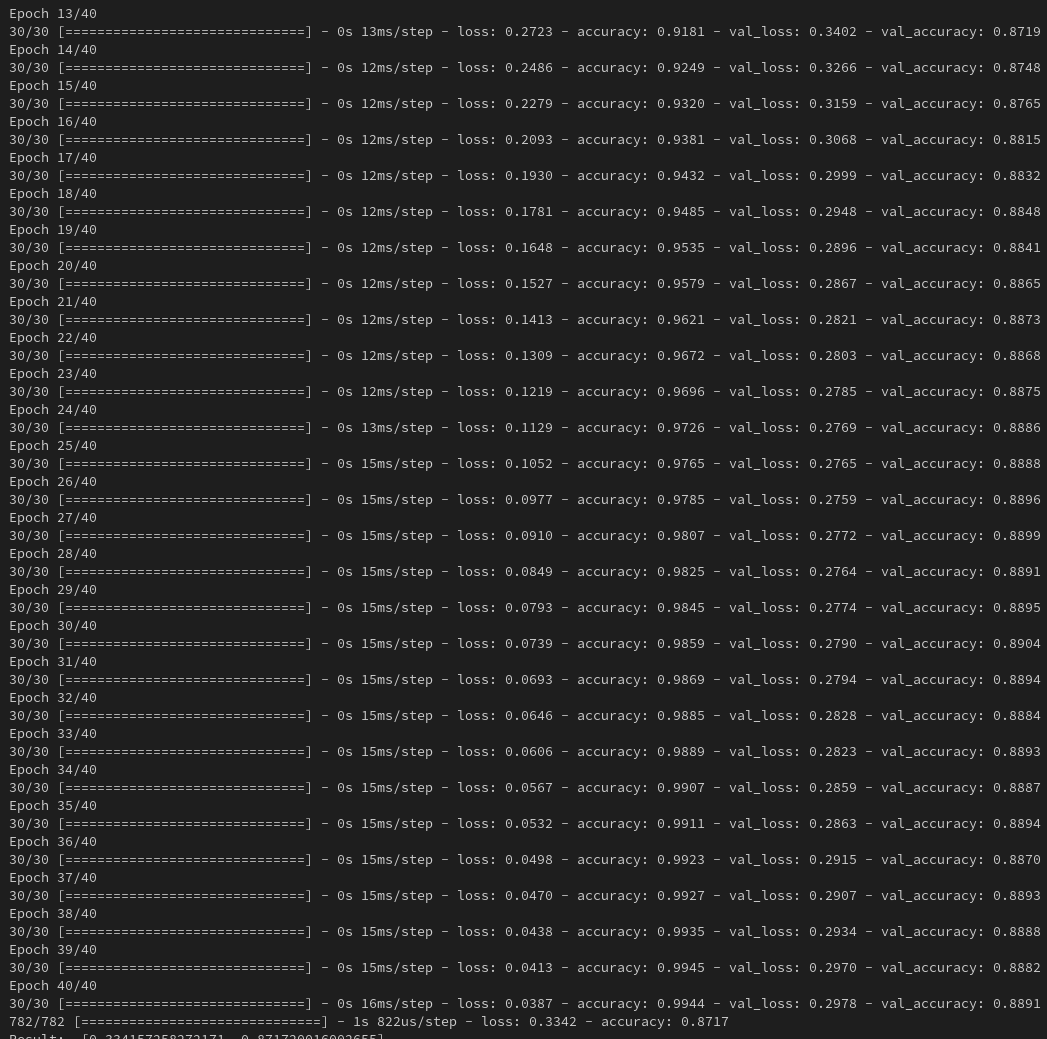 Epoch 13/40
30/30 [==============================] - 0s 13ms/step - loss: 0.2723 - accuracy: 0.9181 - val_loss: 0.3402 - val_accuracy: 0.8719
Epoch 14/40
30/30 [==============================] - 0s 12ms/step - loss: 0.2486 - accuracy: 0.9249 - val_loss: 0.3266 - val_accuracy: 0.8748
Epoch 15/40
30/30 [==============================] - 0s 12ms/step - loss: 0.2279 - accuracy: 0.9320 - val_loss: 0.3159 - val_accuracy: 0.8765
Epoch 16/40
30/30 [==============================] - 0s 12ms/step - loss: 0.2093 - accuracy: 0.9381 - val_loss: 0.3068 - val_accuracy: 0.8815
Epoch 17/40
30/30 [==============================] - 0s 12ms/step - loss: 0.1930 - accuracy: 0.9432 - val_loss: 0.2999 - val_accuracy: 0.8832
Epoch 18/40
30/30 [==============================] - 0s 12ms/step - loss: 0.1781 - accuracy: 0.9485 - val_loss: 0.2948 - val_accuracy: 0.8848
Epoch 19/40
30/30 [==============================] - 0s 12ms/step - loss: 0.1648 - accuracy: 0.9535 - val_loss: 0.2896 - val_accuracy: 0.8841
Epoch 20/40
30/30 [==============================] - 0s 12ms/step - loss: 0.1527 - accuracy: 0.9579 - val_loss: 0.2867 - val_accuracy: 0.8865
Epoch 21/40
30/30 [==============================] - 0s 12ms/step - loss: 0.1413 - accuracy: 0.9621 - val_loss: 0.2821 - val_accuracy: 0.8873
Epoch 22/40
30/30 [==============================] - 0s 12ms/step - loss: 0.1309 - accuracy: 0.9672 - val_loss: 0.2803 - val_accuracy: 0.8868
Epoch 23/40
30/30 [==============================] - 0s 12ms/step - loss: 0.1219 - accuracy: 0.9696 - val_loss: 0.2785 - val_accuracy: 0.8875
Epoch 24/40
30/30 [==============================] - 0s 13ms/step - loss: 0.1129 - accuracy: 0.9726 - val_loss: 0.2769 - val_accuracy: 0.8886
Epoch 25/40
30/30 [==============================] - 0s 15ms/step - loss: 0.1052 - accuracy: 0.9765 - val_loss: 0.2765 - val_accuracy: 0.8888
Epoch 26/40
30/30 [==============================] - 0s 15ms/step - loss: 0.0977 - accuracy: 0.9785 - val_loss: 0.2759 - val_accuracy: 0.8896
Epoch 27/40
30/30 [==============================] - 0s 15ms/step - loss: 0.0910 - accuracy: 0.9807 - val_loss: 0.2772 - val_accuracy: 0.8899
Epoch 28/40
30/30 [==============================] - 0s 15ms/step - loss: 0.0849 - accuracy: 0.9825 - val_loss: 0.2764 - val_accuracy: 0.8891
Epoch 29/40
30/30 [==============================] - 0s 15ms/step - loss: 0.0793 - accuracy: 0.9845 - val_loss: 0.2774 - val_accuracy: 0.8895
Epoch 30/40
30/30 [==============================] - 0s 15ms/step - loss: 0.0739 - accuracy: 0.9859 - val_loss: 0.2790 - val_accuracy: 0.8904
Epoch 31/40
30/30 [==============================] - 0s 15ms/step - loss: 0.0693 - accuracy: 0.9869 - val_loss: 0.2794 - val_accuracy: 0.8894
Epoch 32/40
30/30 [==============================] - 0s 15ms/step - loss: 0.0646 - accuracy: 0.9885 - val_loss: 0.2828 - val_accuracy: 0.8884
Epoch 33/40
30/30 [==============================] - 0s 15ms/step - loss: 0.0606 - accuracy: 0.9889 - val_loss: 0.2823 - val_accuracy: 0.8893
Epoch 34/40
30/30 [==============================] - 0s 15ms/step - loss: 0.0567 - accuracy: 0.9907 - val_loss: 0.2859 - val_accuracy: 0.8887
Epoch 35/40
30/30 [==============================] - 0s 15ms/step - loss: 0.0532 - accuracy: 0.9911 - val_loss: 0.2863 - val_accuracy: 0.8894
Epoch 36/40
30/30 [==============================] - 0s 15ms/step - loss: 0.0498 - accuracy: 0.9923 - val_loss: 0.2915 - val_accuracy: 0.8870
Epoch 37/40
30/30 [==============================] - 0s 15ms/step - loss: 0.0470 - accuracy: 0.9927 - val_loss: 0.2907 - val_accuracy: 0.8893
Epoch 38/40
30/30 [==============================] - 0s 15ms/step - loss: 0.0438 - accuracy: 0.9935 - val_loss: 0.2934 - val_accuracy: 0.8888
Epoch 39/40
30/30 [==============================] - 0s 15ms/step - loss: 0.0413 - accuracy: 0.9945 - val_loss: 0.2970 - val_accuracy: 0.8882
Epoch 40/40
30/30 [==============================] - 0s 16ms/step - loss: 0.0387 - accuracy: 0.9944 - val_loss: 0.2978 - val_accuracy: 0.8891
782/782 [==============================] - 1s 822us/step - loss: 0.3342 - accuracy: 0.8717
Result: